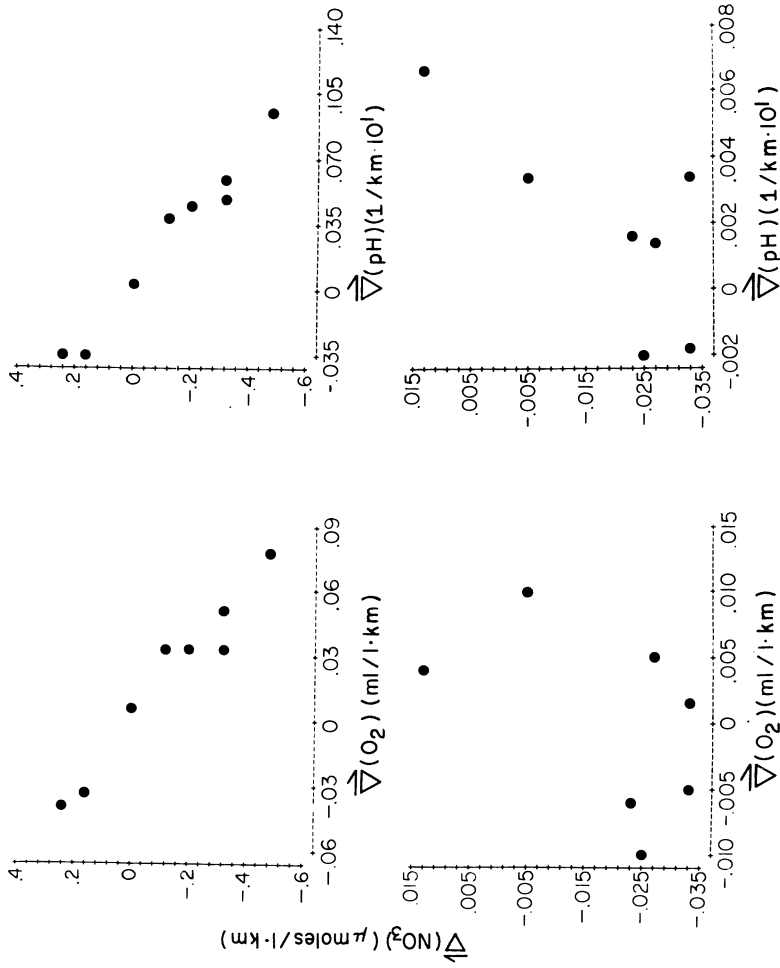 ∇(NO₃)(μmoles/l·km)
.4
.2
0
-.2
-.4
-.6
-.06 -.03 0 .03 .06 .09
∇(O₂)(ml/l·km)
.4
.2
0
-.2
-.4
-.6
-.035 0 .035 .070 .105 .140
∇(pH)(1/km·10¹)
.015
.005
-.005
-.015
-.025
-.035
-.010 -.005 0 .005 .010 .015
∇(O₂)(ml/l·km)
.015
.005
-.005
-.015
-.025
-.035
-.002 0 .002 .004 .006 .008
∇(pH)(1/km·10¹)